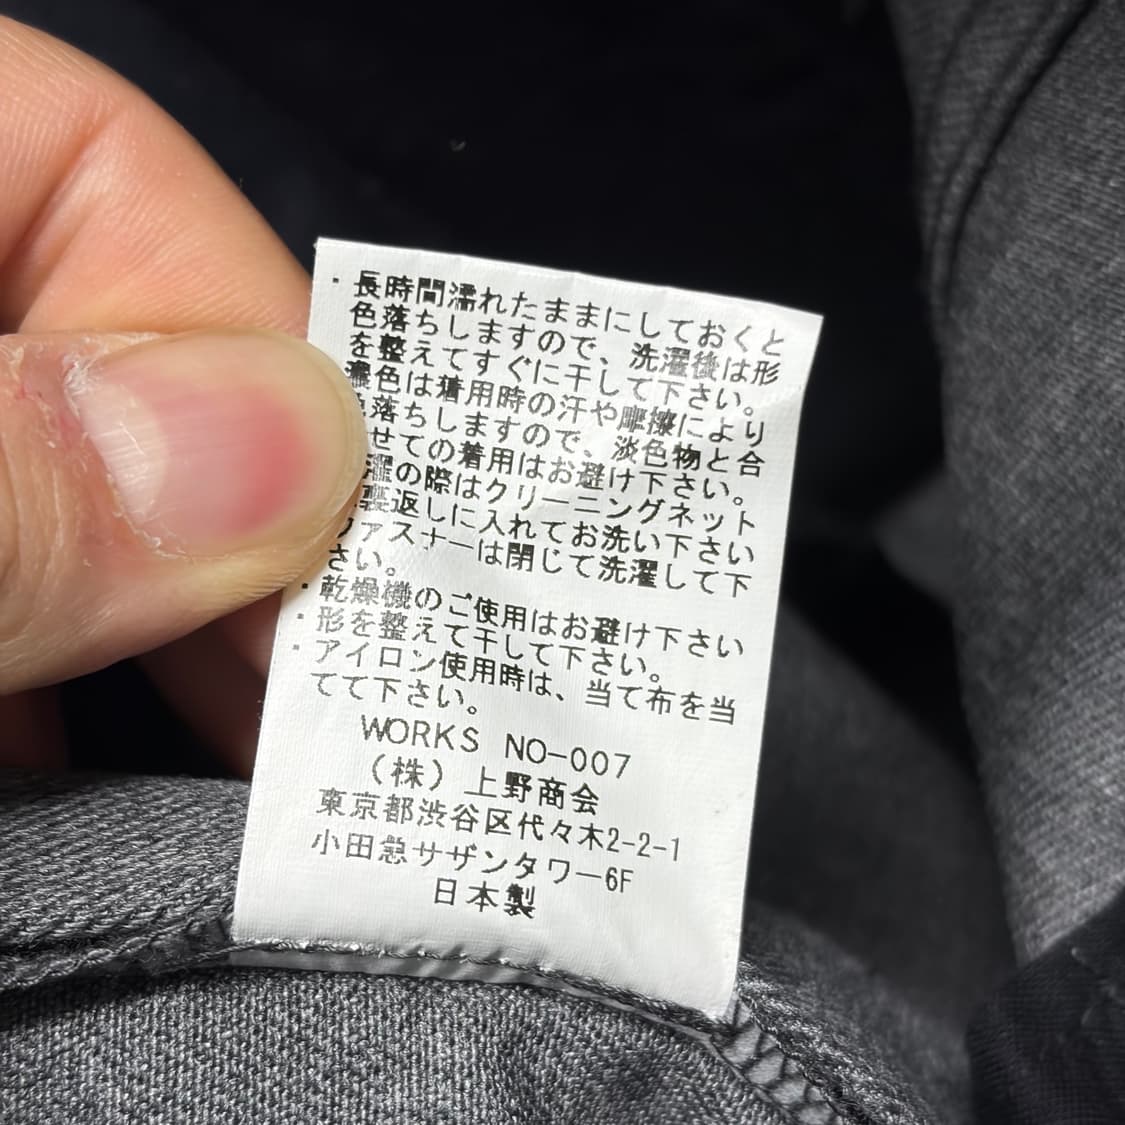 ・長時間濡れたままにしておくと
色落ちしますので、洗濯後は形
を整えてすぐに干して下さい。
濃色は着用時の汗や摩擦により
色落ちしますので、淡色物と合
せての着用はお避け下さい。
濯の際はクリーニングネット
裏返しに入れてお洗い下さい
ァスナーは閉じて洗濯して下
さい。
・乾燥機のご使用はお避け下さい
・形を整えて干して下さい。
・アイロン使用時は、当て布を当
てて下さい。
WORKS NO-007
(株) 上野商会
東京都渋谷区代々木2-2-1
小田急サザンタワー6F
日本製